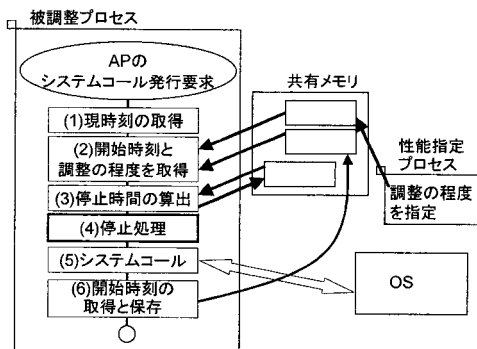 被調整プロセス
APの
システムコール発行要求
(1)現時刻の取得
(2)開始時刻と
調整の程度を取得
(3)停止時間の算出
(4)停止処理
(5)システムコール
(6)開始時刻の
取得と保存
共有メモリ
性能指定
プロセス
調整の程度
を指定
OS